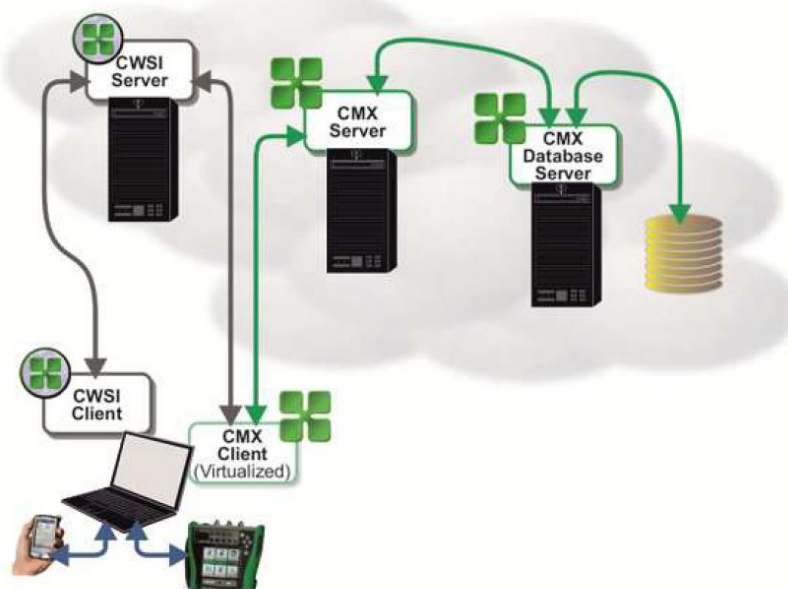 CWSI
Server
CMX
Server
CMX
Database
Server
CWSI
Client
CMX
Client
(Virtualized)